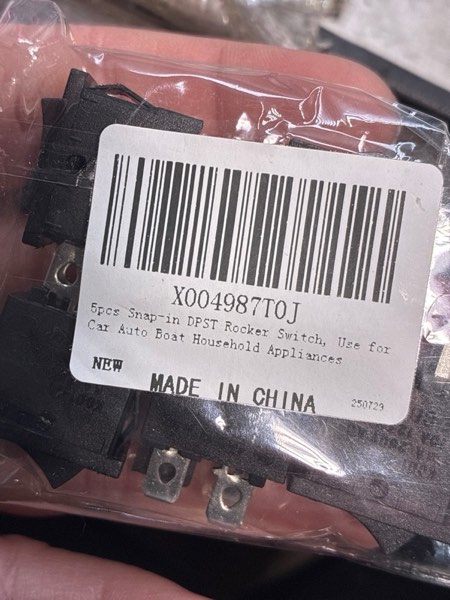 X004987T0J
5pcs Snap-in DPST Rocker Switch, Use for
Car Auto Boat Household Appliances
NEW
MADE IN CHINA
250729